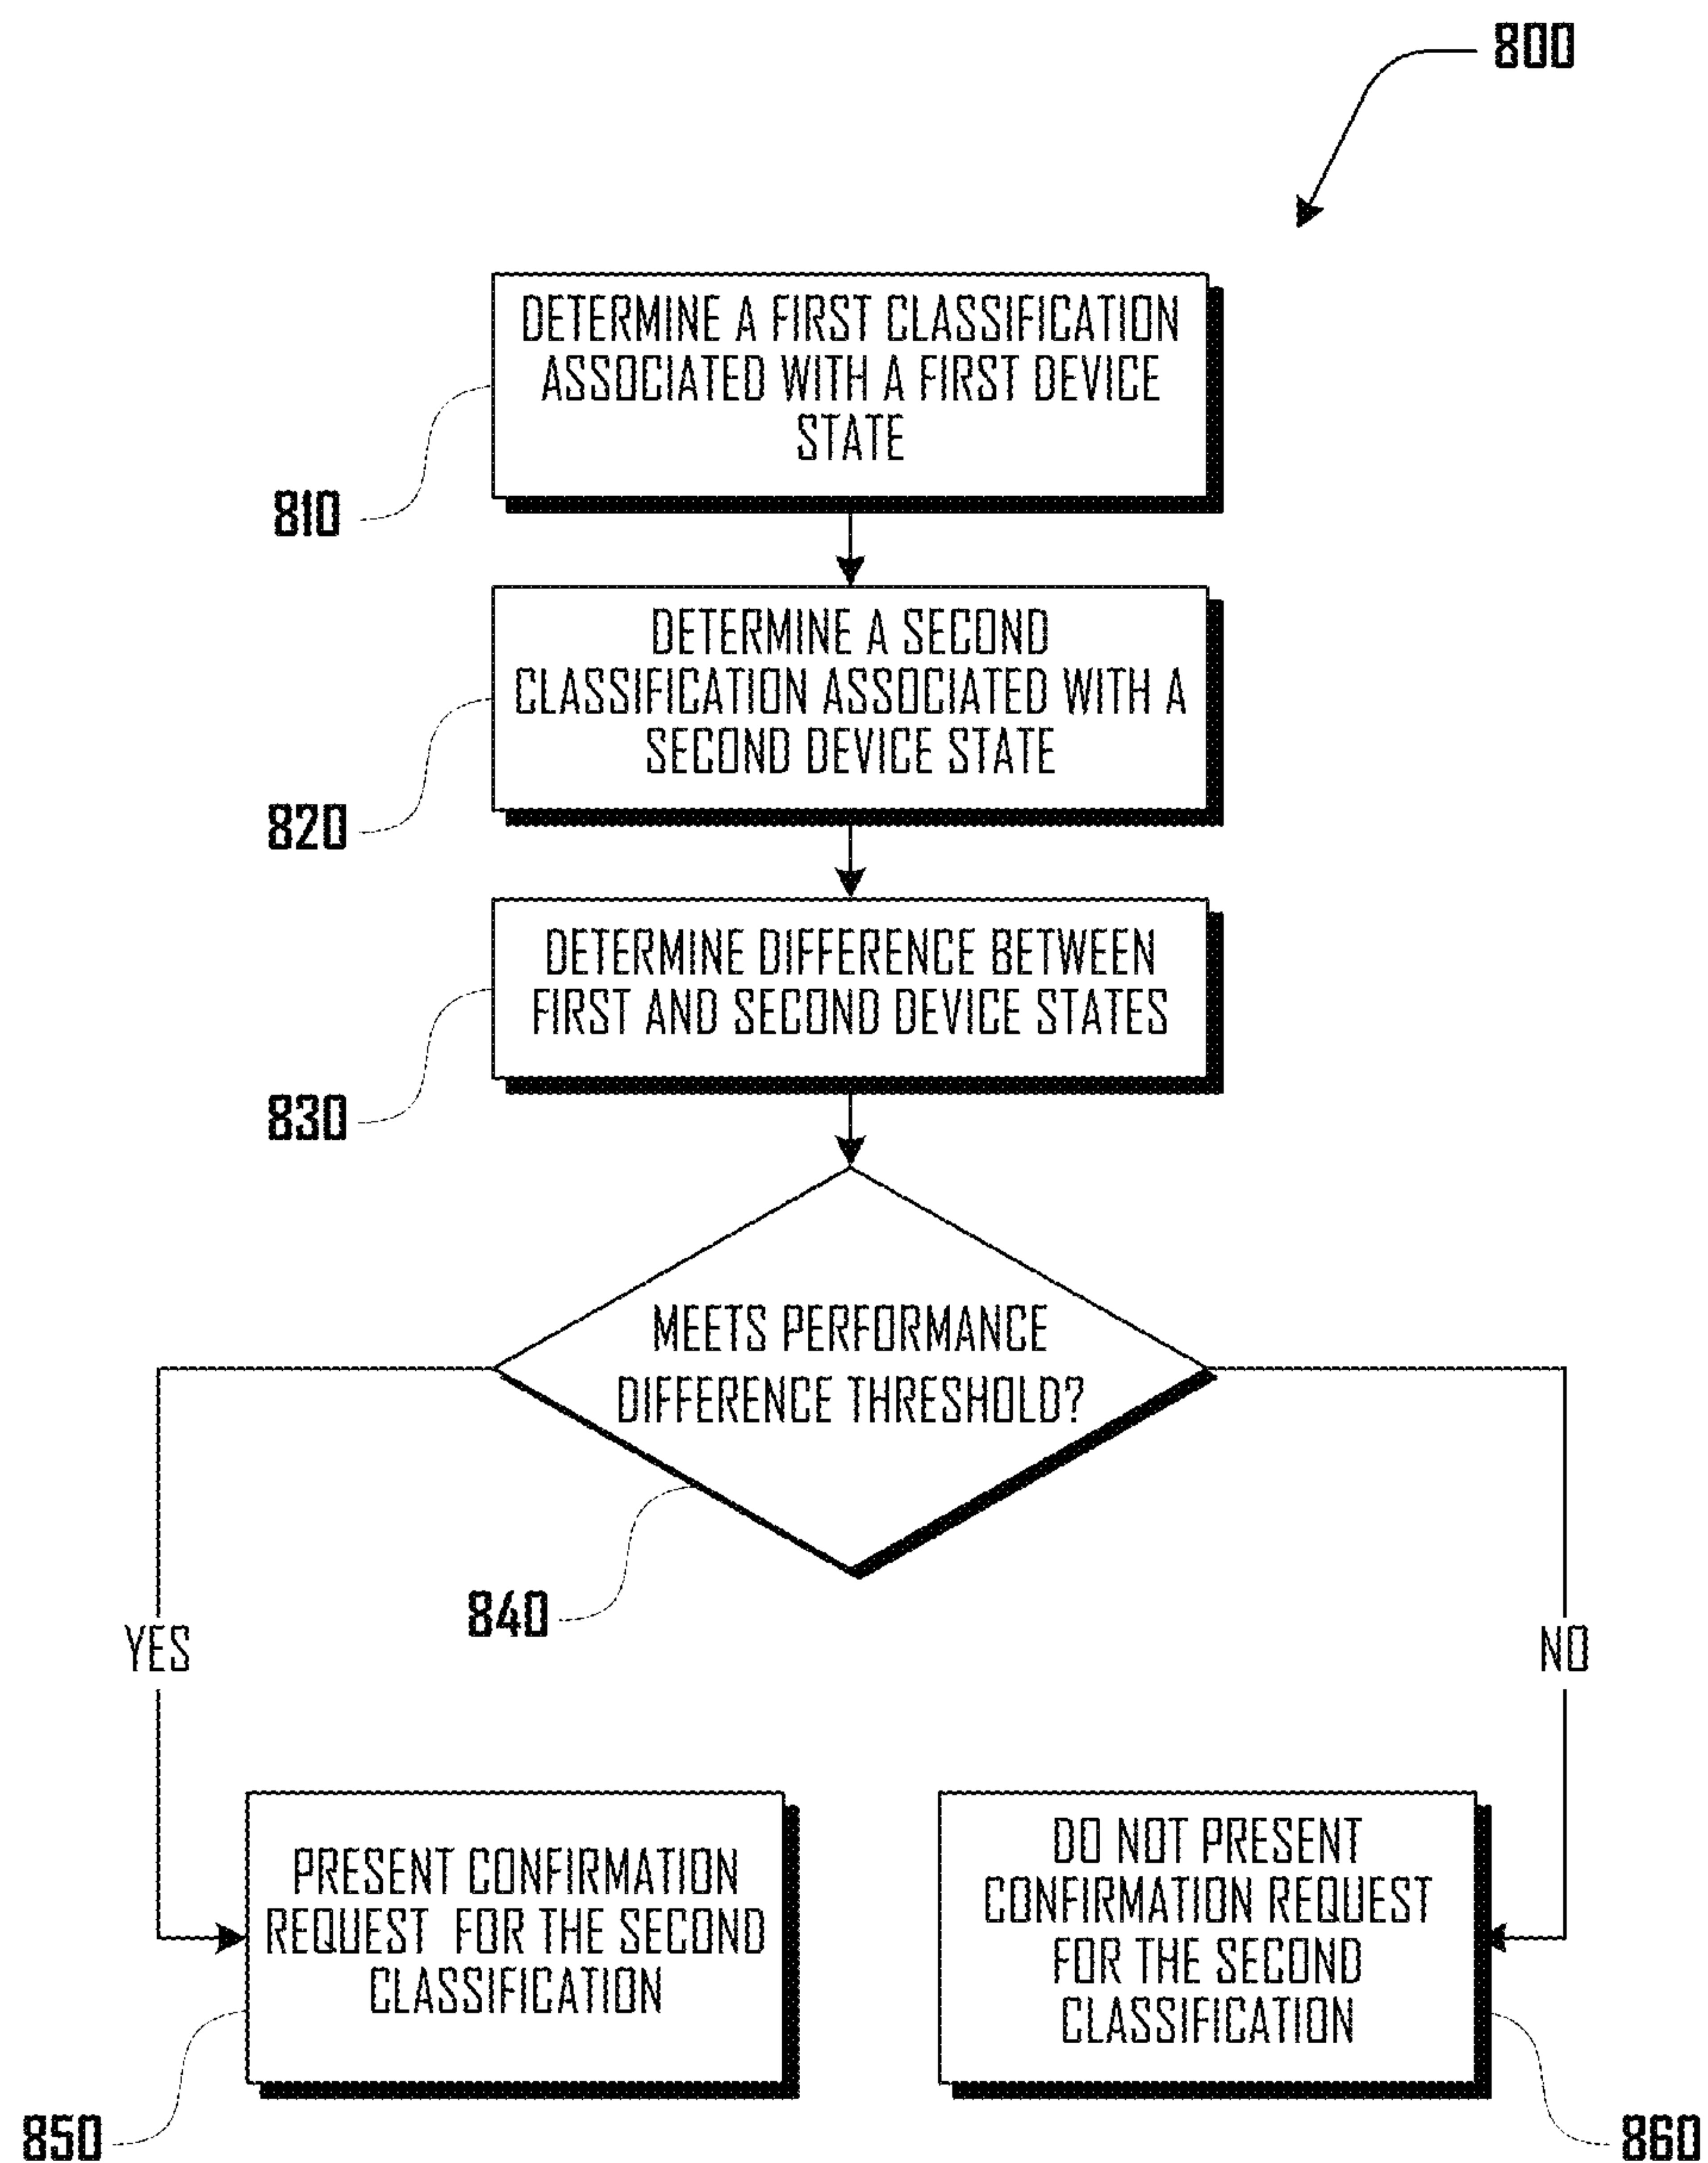 800
DETERMINE A FIRST CLASSIFICATION
ASSOCIATED WITH A FIRST DEVICE
STATE
810
DETERMINE A SECOND
CLASSIFICATION ASSOCIATED WITH A
SECOND DEVICE STATE
820
DETERMINE DIFFERENCE BETWEEN
FIRST AND SECOND DEVICE STATES
830
MEETS PERFORMANCE
DIFFERENCE THRESHOLD?
840
YES
NO
PRESENT CONFIRMATION
REQUEST FOR THE SECOND
CLASSIFICATION
850
DO NOT PRESENT
CONFIRMATION REQUEST
FOR THE SECOND
CLASSIFICATION
860